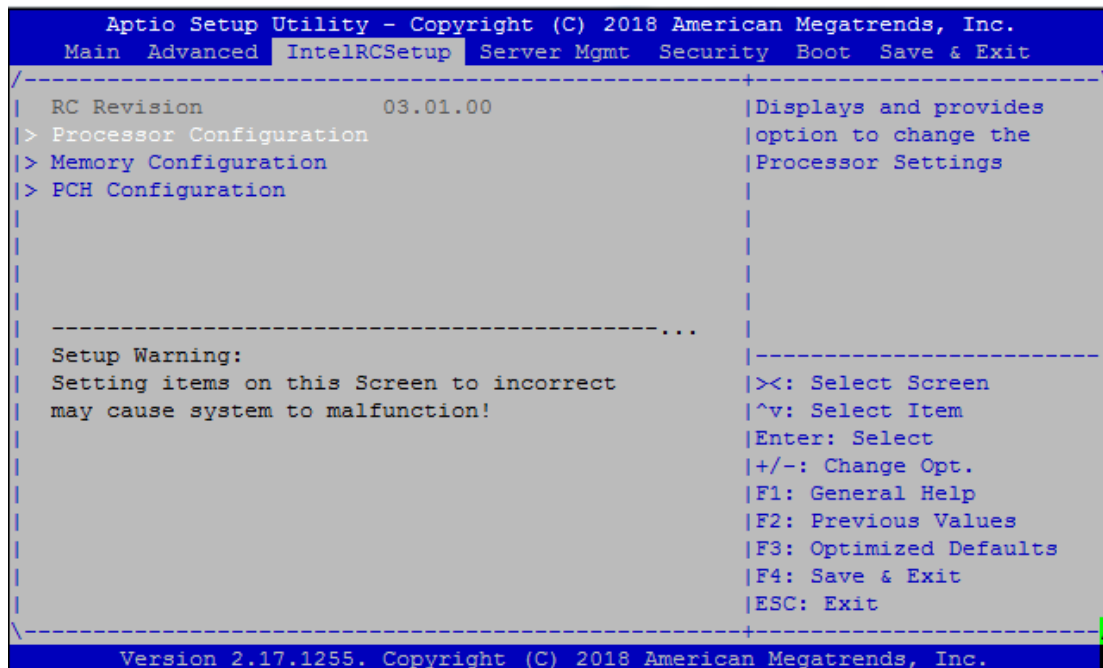 Aptio Setup Utility - Copyright (C) 2018 American Megatrends, Inc.
Main Advanced IntelRCSetup Server Mgmt Security Boot Save & Exit
RC Revision 03.01.00
> Processor Configuration
> Memory Configuration
> PCH Configuration
Setup Warning:
Setting items on this Screen to incorrect
may cause system to malfunction!
Displays and provides
option to change the
Processor Settings
><: Select Screen
^v: Select Item
Enter: Select
+/-: Change Opt.
F1: General Help
F2: Previous Values
F3: Optimized Defaults
F4: Save & Exit
ESC: Exit
Version 2.17.1255. Copyright (C) 2018 American Megatrends, Inc.